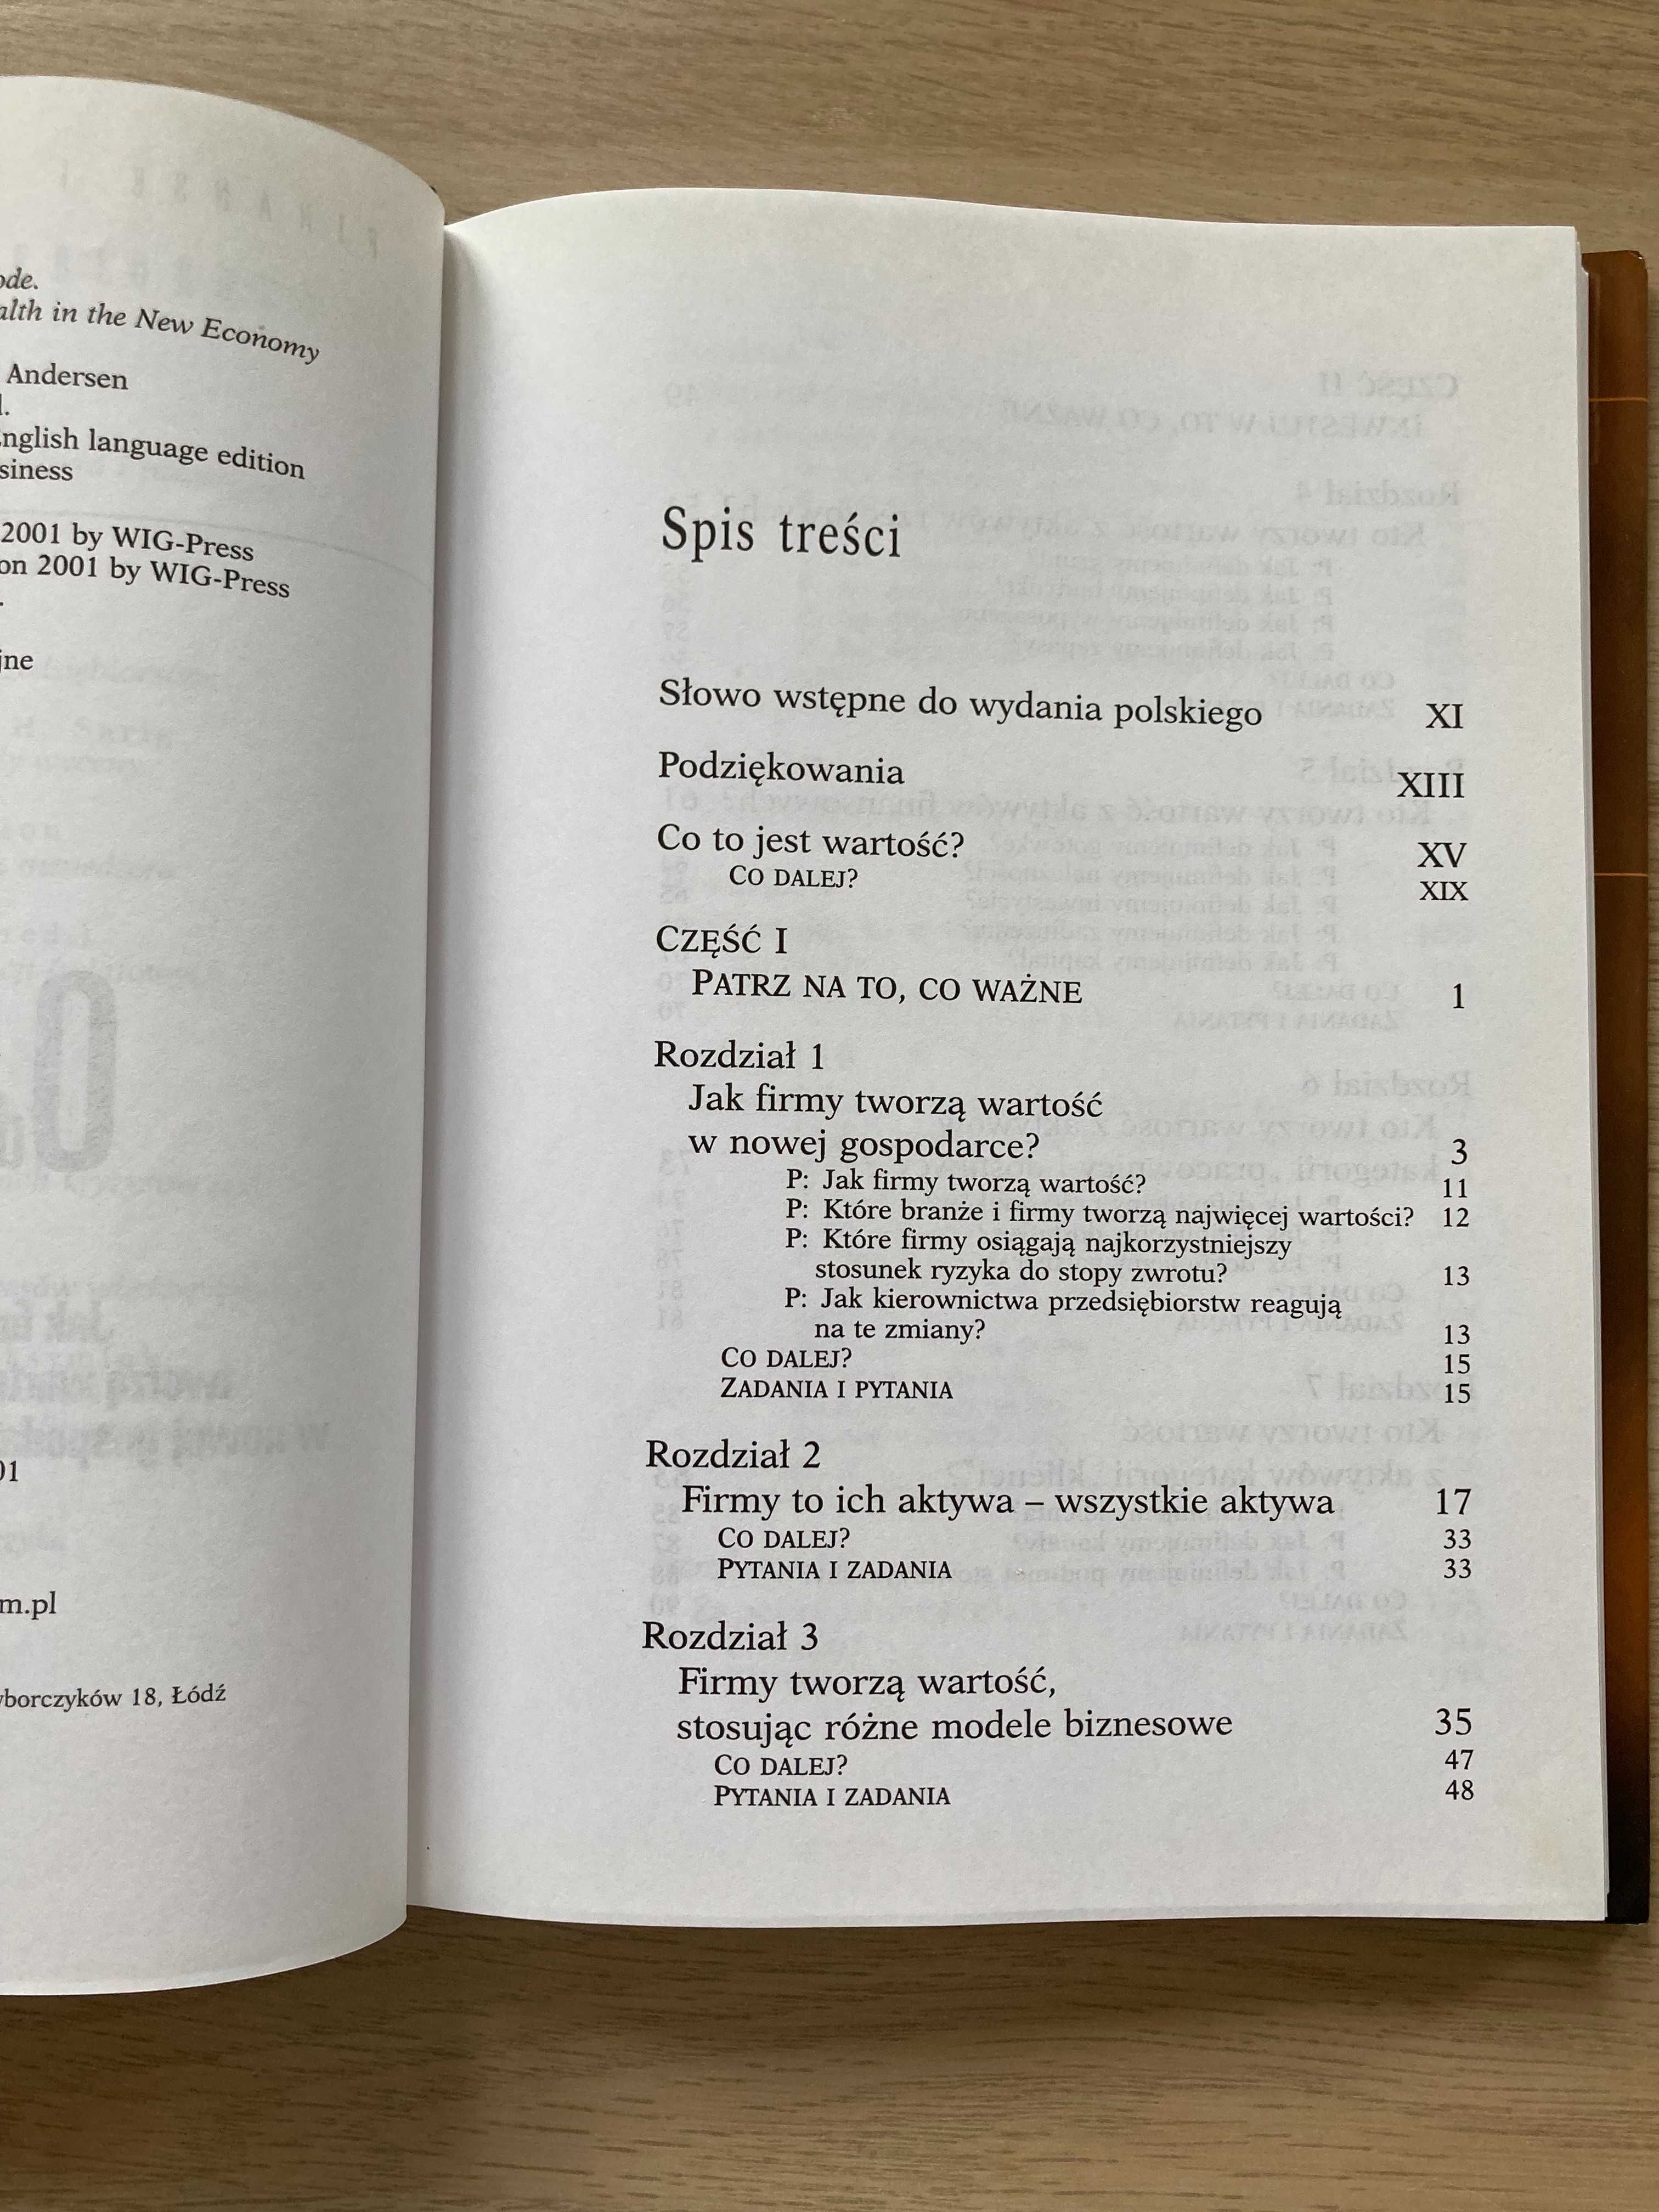 alth in the New Economy
Andersen
English language edition
2001 by WIG-Press
on 2001 by WIG-Press
m.pl
18, Łódź
Spis treści
Słowo wstępne do wydania polskiego XI
Podziękowania XIII
Co to jest wartość? XV
CO DALEJ? XIX
CZĘŚĆ I
PATRZ NA TO, CO WAŻNE 1
Rozdział 1
Jak firmy tworzą wartość
w nowej gospodarce? 3
P: Jak firmy tworzą wartość? 11
P: Które branże i firmy tworzą najwięcej wartości? 12
P: Które firmy osiągają najkorzystniejszy
stosunek ryzyka do stopy zwrotu? 13
P: Jak kierownictwa przedsiębiorstw reagują
na te zmiany? 13
CO DALEJ? 15
ZADANIA I PYTANIA 15
Rozdział 2
Firmy to ich aktywa – wszystkie aktywa 17
CO DALEJ? 33
PYTANIA I ZADANIA 33
Rozdział 3
Firmy tworzą wartość,
stosując różne modele biznesowe 35
CO DALEJ? 47
PYTANIA I ZADANIA 48